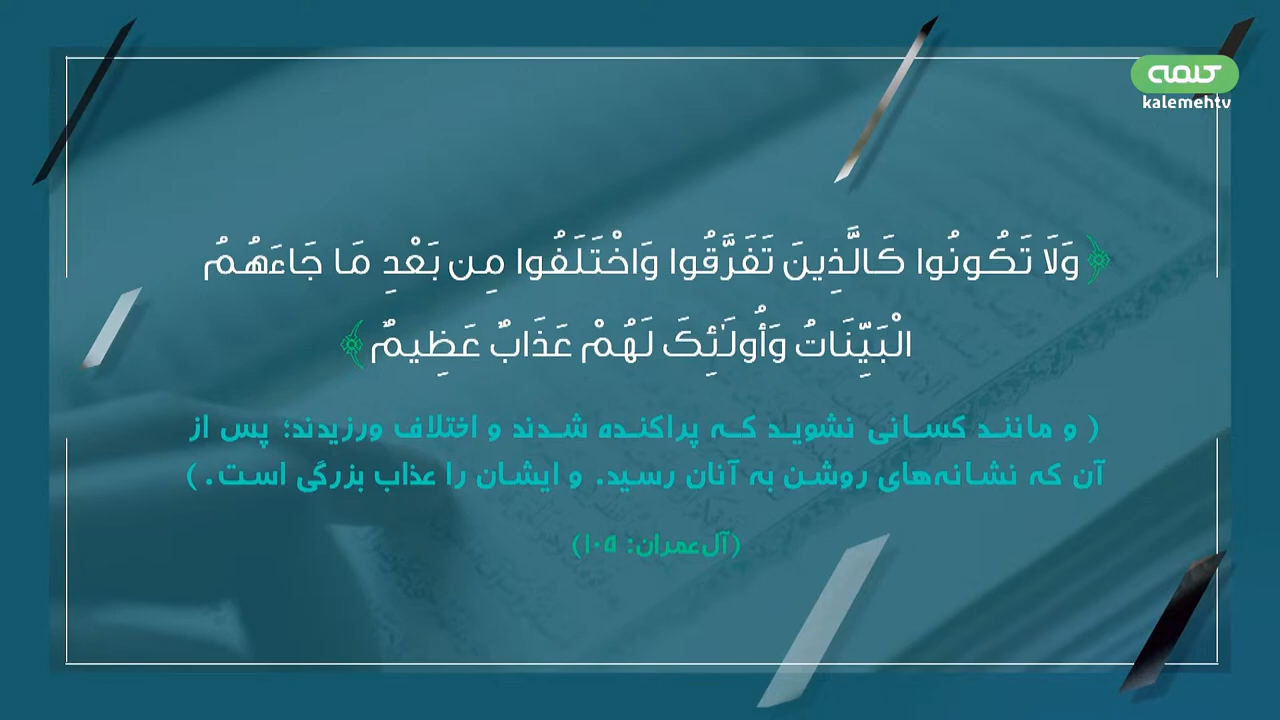 کلمه
kalemehtv
﴿وَلَا تَكُونُوا كَالَّذِينَ تَفَرَّقُوا وَاخْتَلَفُوا مِن بَعْدِ مَا جَاءَهُمُ
الْبَيِّنَاتُ وَأُولَٰئِكَ لَهُمْ عَذَابٌ عَظِيمٌ﴾
( و مانند کسانی نشوید که پراکنده شدند و اختلاف ورزیدند؛ پس از
آن که نشانه‌های روشن به آنان رسید. و ایشان را عذاب بزرگی است. )
(آل‌عمران: ۱۰۵)